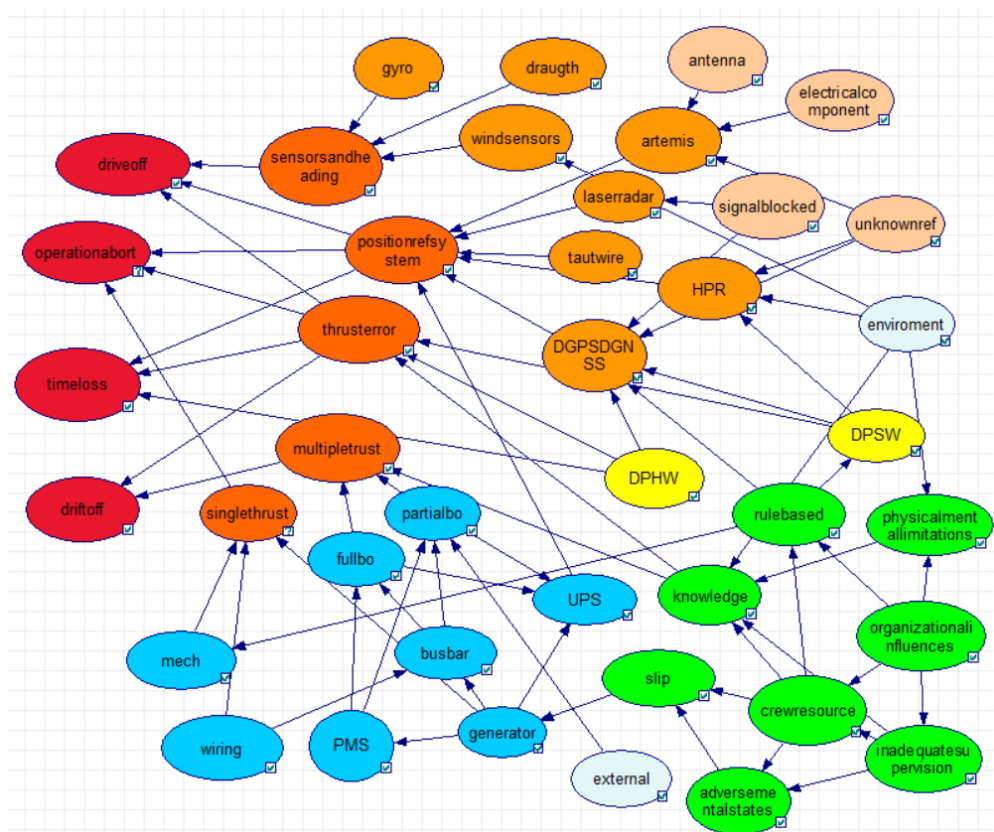 gyro
draugth
antenna
electricalco
mponent
windsensors
artemis
driveoff
sensorsandhe
ading
laserradar
signalblocked
unknownref
operationabort
positionrefsy
stem
tautwire
HPR
thrusterror
enviroment
DGPSDGN
SS
timeloss
multipletrust
DPSW
DPHW
driftoff
singlethrust
partialbo
rulebased
physicalment
allimitations
fullbo
UPS
knowledge
organizationali
nfluences
mech
busbar
slip
crewresource
wiring
PMS
generator
external
inadequatesu
pervision
adverseme
ntalstates